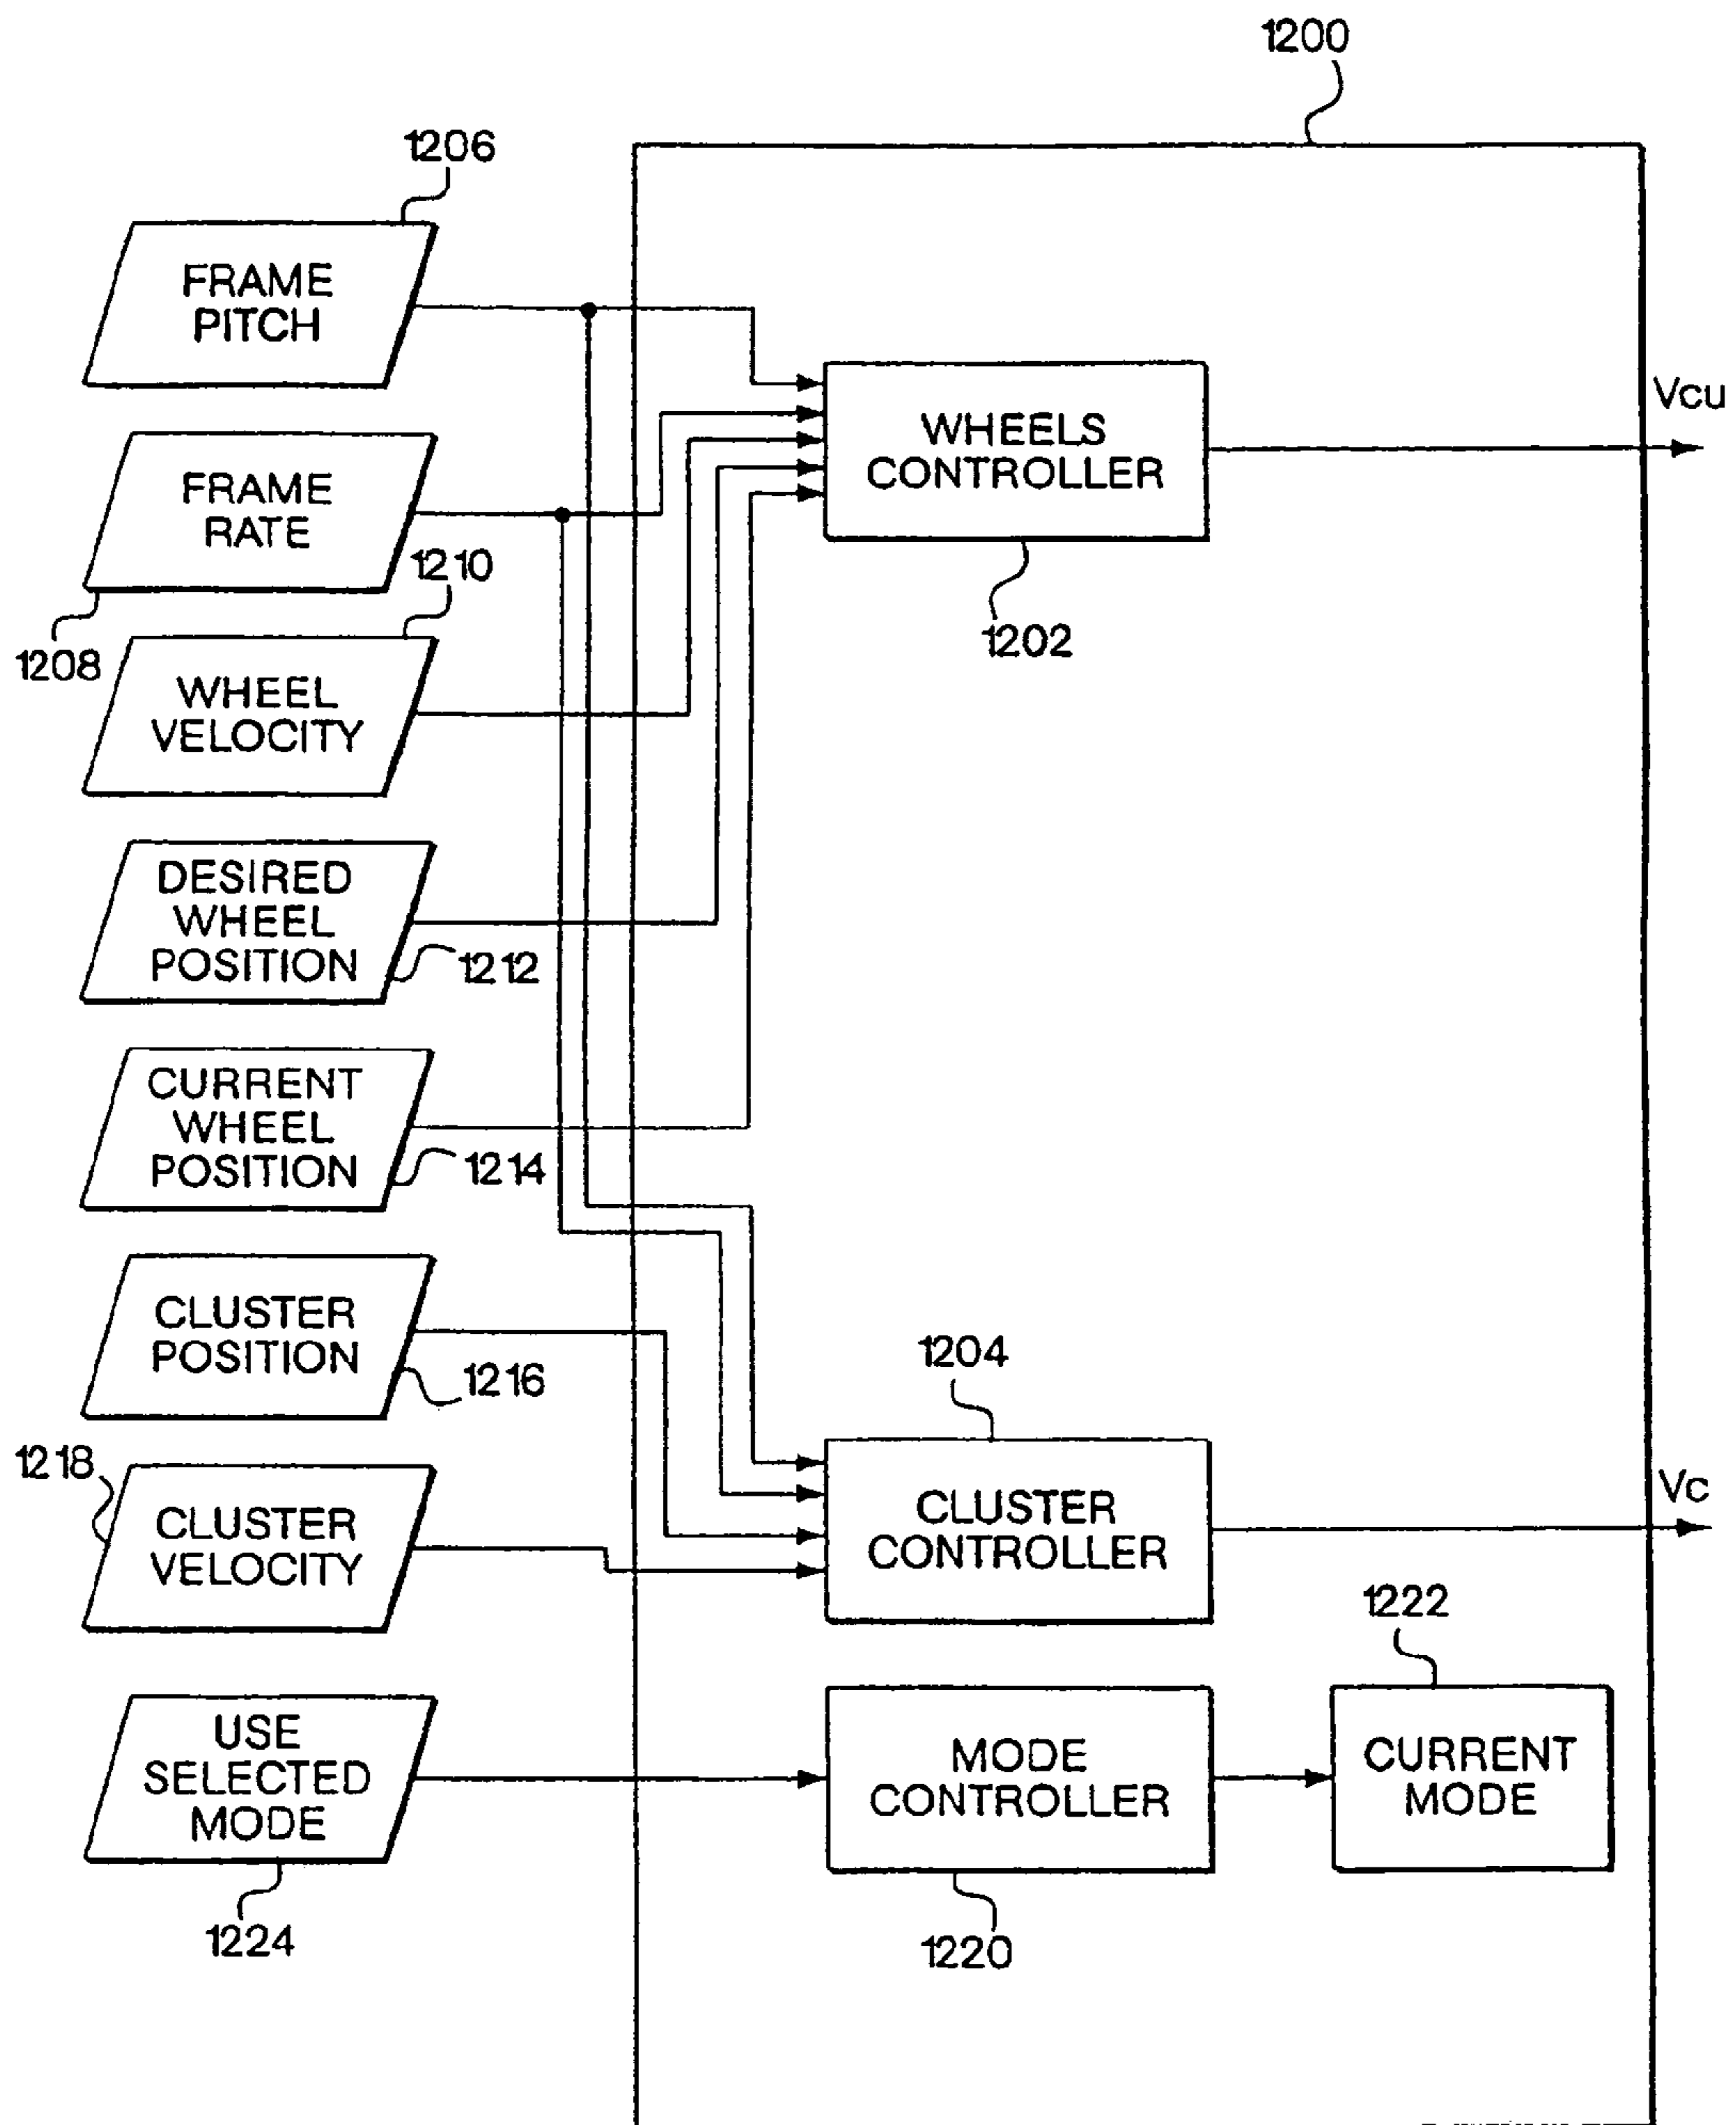 1200
1206
FRAME
PITCH
Vcu
WHEELS
CONTROLLER
FRAME
RATE
1210
1208
1202
WHEEL
VELOCITY
DESIRED
WHEEL
POSITION
1212
CURRENT
WHEEL
POSITION
1214
CLUSTER
POSITION
1216
1204
1218
Vc
CLUSTER
VELOCITY
CLUSTER
CONTROLLER
1222
USE
SELECTED
MODE
MODE
CONTROLLER
CURRENT
MODE
1224
1220